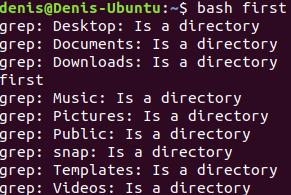 denis@Denis-Ubuntu:~$ bash first
grep: Desktop: Is a directory
grep: Documents: Is a directory
grep: Downloads: Is a directory
first
grep: Music: Is a directory
grep: Pictures: Is a directory
grep: Public: Is a directory
grep: snap: Is a directory
grep: Templates: Is a directory
grep: Videos: Is a directory